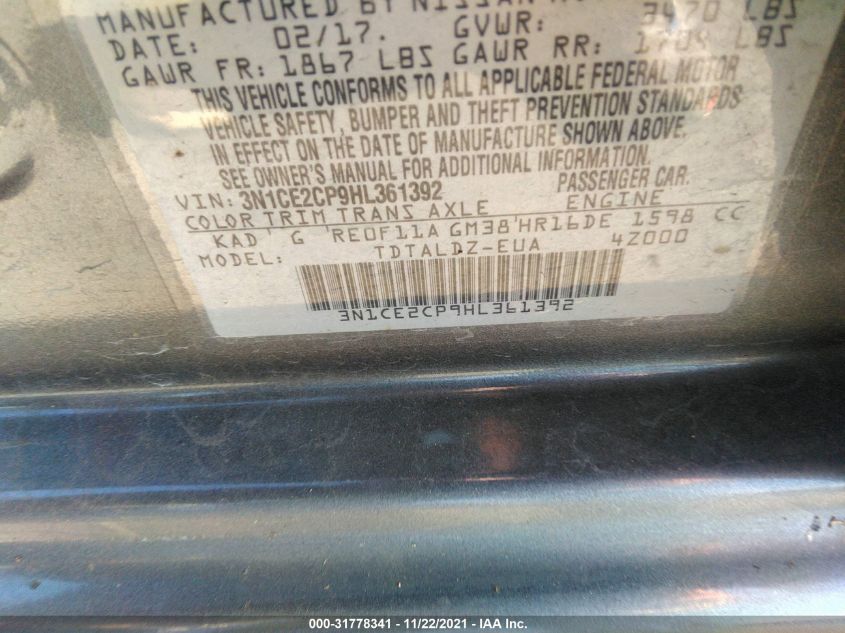 MANUFACTURED BY NISSAN
3470 LBS
DATE: 02/17. GVWR:
GAWR FR: 1867 LBS GAWR RR: 1709 LBS
THIS VEHICLE CONFORMS TO ALL APPLICABLE FEDERAL MOTOR
VEHICLE SAFETY, BUMPER AND THEFT PREVENTION STANDARDS
IN EFFECT ON THE DATE OF MANUFACTURE SHOWN ABOVE.
SEE OWNER'S MANUAL FOR ADDITIONAL INFORMATION.
VIN: 3N1CE2CP9HL361392 PASSENGER CAR.
COLOR TRIM TRANS AXLE ENGINE
KAD G RE0F11A GM38 HR16DE 1598 CC
MODEL: TDTALDZ-EUA 4Z000
3N1CE2CP9HL361392
000-31778341 - 11/22/2021 - IAA Inc.